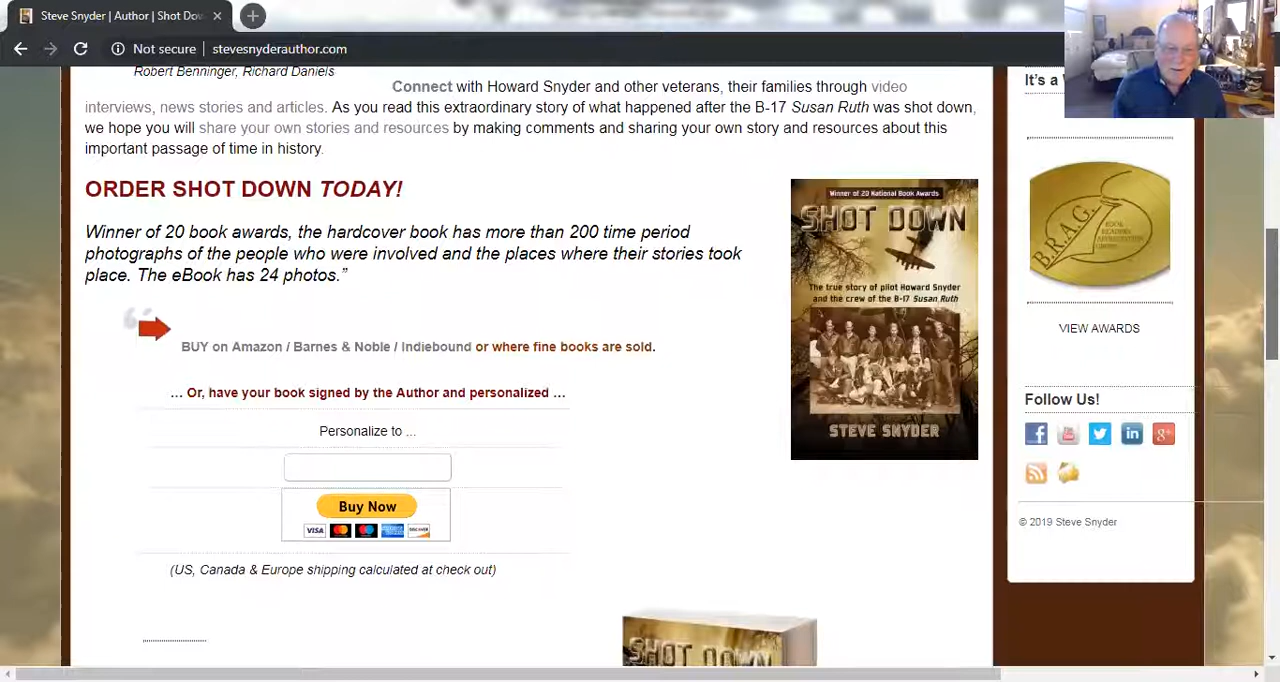 Steve Snyder | Author | Shot Dow
Not secure | stevesnyderauthor.com
Robert Benninger, Richard Daniels
Connect with Howard Snyder and other veterans, their families through video
interviews, news stories and articles. As you read this extraordinary story of what happened after the B-17 Susan Ruth was shot down,
we hope you will share your own stories and resources by making comments and sharing your own story and resources about this
important passage of time in history.
ORDER SHOT DOWN TODAY!
Winner of 20 book awards, the hardcover book has more than 200 time period
photographs of the people who were involved and the places where their stories took
place. The eBook has 24 photos.”
BUY on Amazon / Barnes & Noble / Indiebound or where fine books are sold.
... Or, have your book signed by the Author and personalized ...
Personalize to ...
Buy Now
VISA
DISCOVER
(US, Canada & Europe shipping calculated at check out)
Winner of 20 National Book Awards
SHOT DOWN
The true story of pilot Howard Snyder
and the crew of the B-17 Susan Ruth
STEVE SNYDER
SHOT DOWN
It's a
B.R.A.G.
BOOK
READERS
APPRECIATION
GROUP
VIEW AWARDS
Follow Us!
© 2019 Steve Snyder